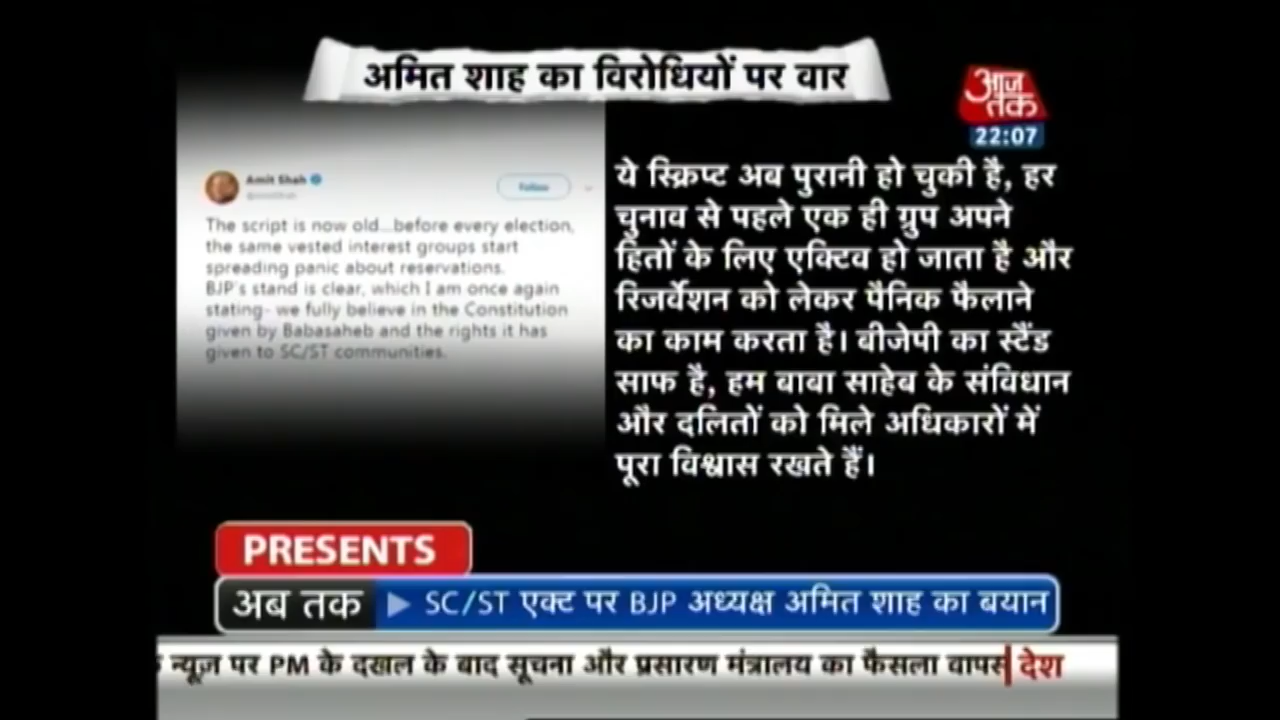 अमित शाह का विरोधियों पर वार
आज
तक
22:07
Amit Shah
Follow
The script is now old...before every election,
the same vested interest groups start
spreading panic about reservations.
BJP's stand is clear, which I am once again
stating- we fully believe in the Constitution
given by Babasaheb and the rights it has
given to SC/ST communities.
ये स्क्रिप्ट अब पुरानी हो चुकी है, हर
चुनाव से पहले एक ही ग्रुप अपने
हितों के लिए एक्टिव हो जाता है और
रिजर्वेशन को लेकर पैनिक फैलाने
का काम करता है। बीजेपी का स्टैंड
साफ है, हम बाबा साहेब के संविधान
और दलितों को मिले अधिकारों में
पूरा विश्वास रखते हैं।
PRESENTS
अब तक
SC/ST एक्ट पर BJP अध्यक्ष अमित शाह का बयान
न्यूज़ पर PM के दखल के बाद सूचना और प्रसारण मंत्रालय का फैसला वापस
देश